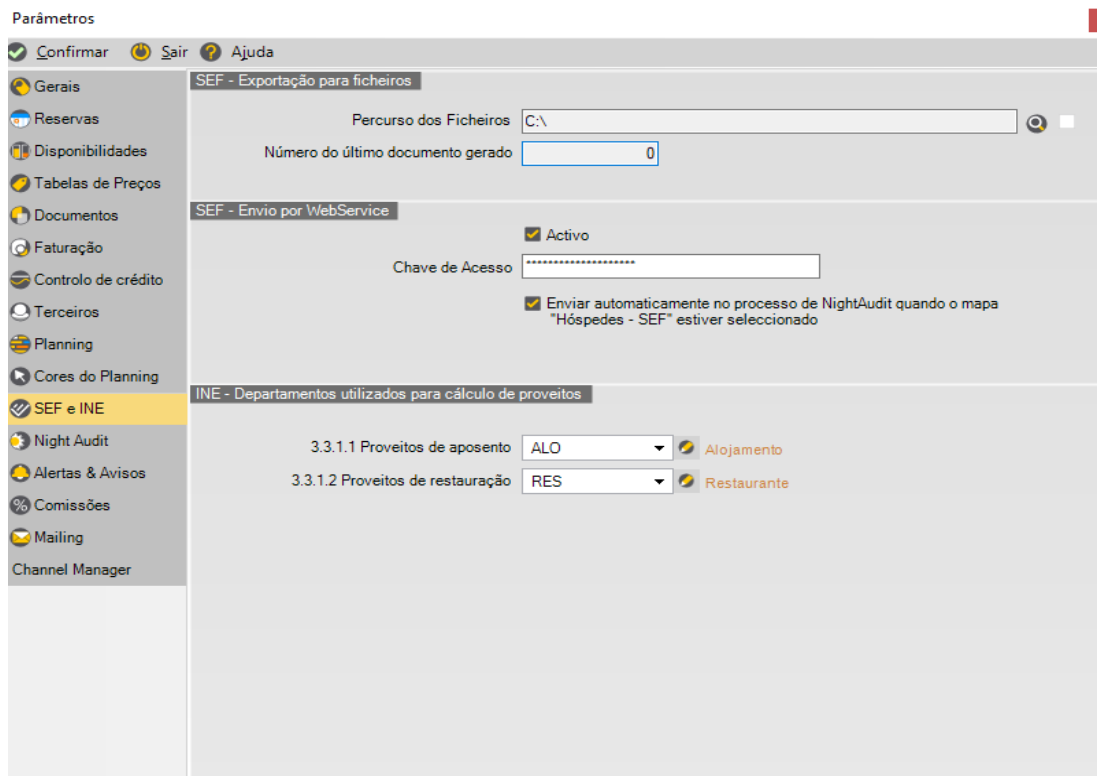 Parâmetros
Confirmar Sair Ajuda
Gerais
Reservas
Disponibilidades
Tabelas de Preços
Documentos
Faturação
Controlo de crédito
Terceiros
Planning
Cores do Planning
SEF e INE
Night Audit
Alertas & Avisos
Comissões
Mailing
Channel Manager
SEF - Exportação para ficheiros
Percurso dos Ficheiros C:\
Número do último documento gerado 0
SEF - Envio por WebService
Activo
Chave de Acesso ********************
Enviar automaticamente no processo de NightAudit quando o mapa
"Hóspedes - SEF" estiver seleccionado
INE - Departamentos utilizados para cálculo de proveitos
3.3.1.1 Proveitos de aposento ALO Alojamento
3.3.1.2 Proveitos de restauração RES Restaurante